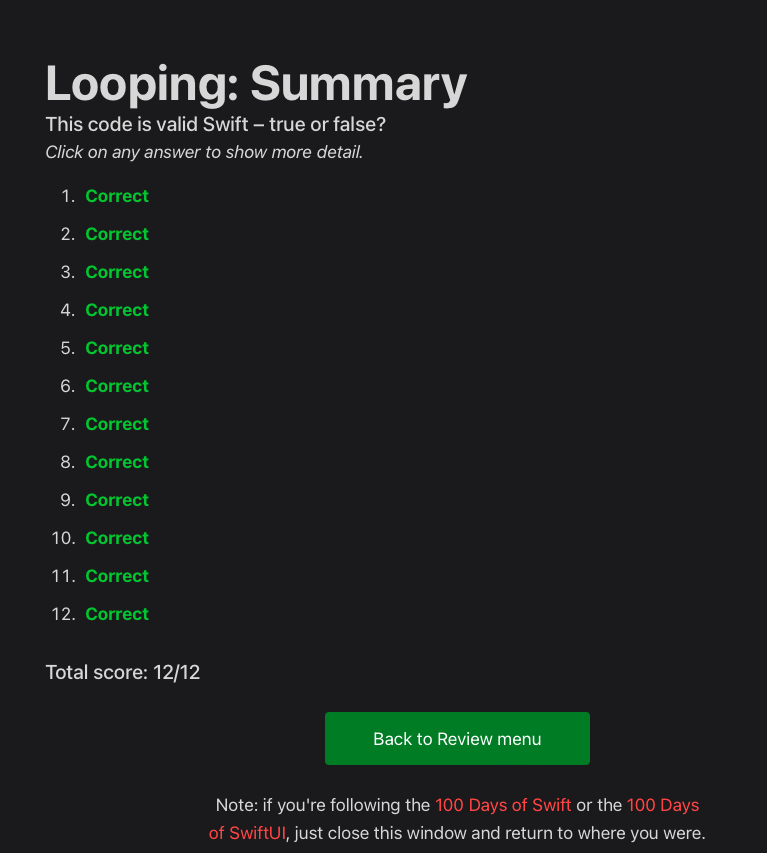 Looping: Summary
This code is valid Swift – true or false?
Click on any answer to show more detail.
1. Correct
2. Correct
3. Correct
4. Correct
5. Correct
6. Correct
7. Correct
8. Correct
9. Correct
10. Correct
11. Correct
12. Correct
Total score: 12/12
Back to Review menu
Note: if you're following the 100 Days of Swift or the 100 Days
of SwiftUI, just close this window and return to where you were.